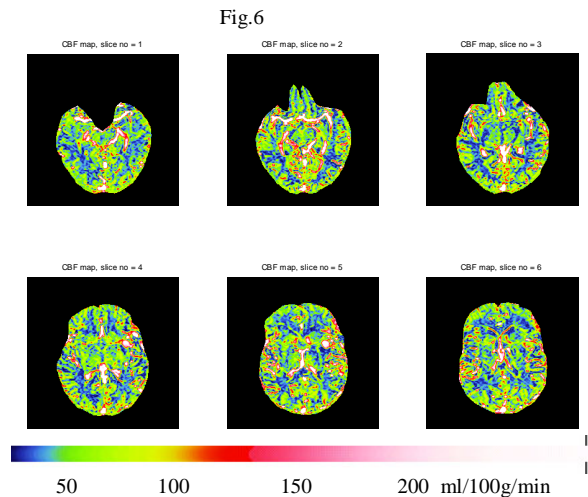 Fig.6
CBF map, slice no = 1
CBF map, slice no = 2
CBF map, slice no = 3
CBF map, slice no = 4
CBF map, slice no = 5
CBF map, slice no = 6
50 100 150 200 ml/100g/min